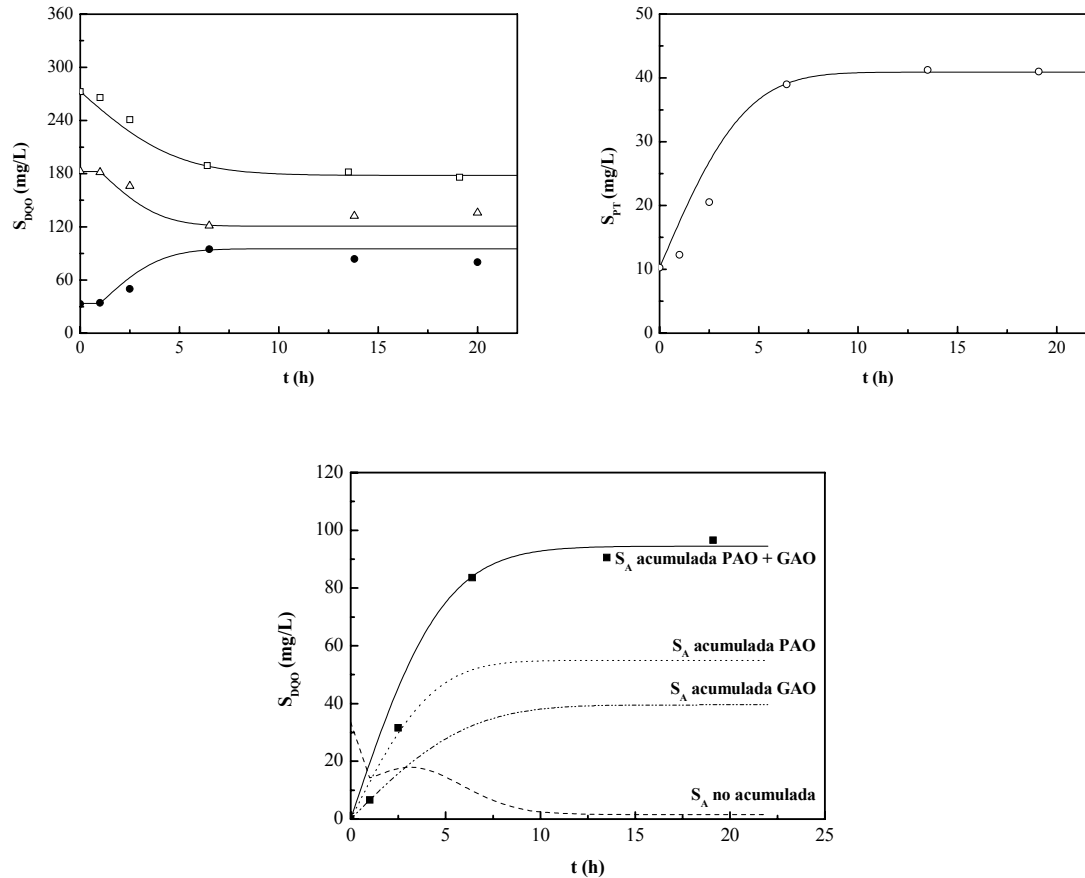 360
300
240
180
120
60
0
0 5 10 15 20
S_DQO (mg/L)
t (h)
50
40
30
20
10
0
0 5 10 15 20
S_PT (mg/L)
t (h)
120
100
80
60
40
20
0
0 5 10 15 20 25
S_DQO (mg/L)
t (h)
S_A acumulada PAO + GAO
S_A acumulada PAO
S_A acumulada GAO
S_A no acumulada